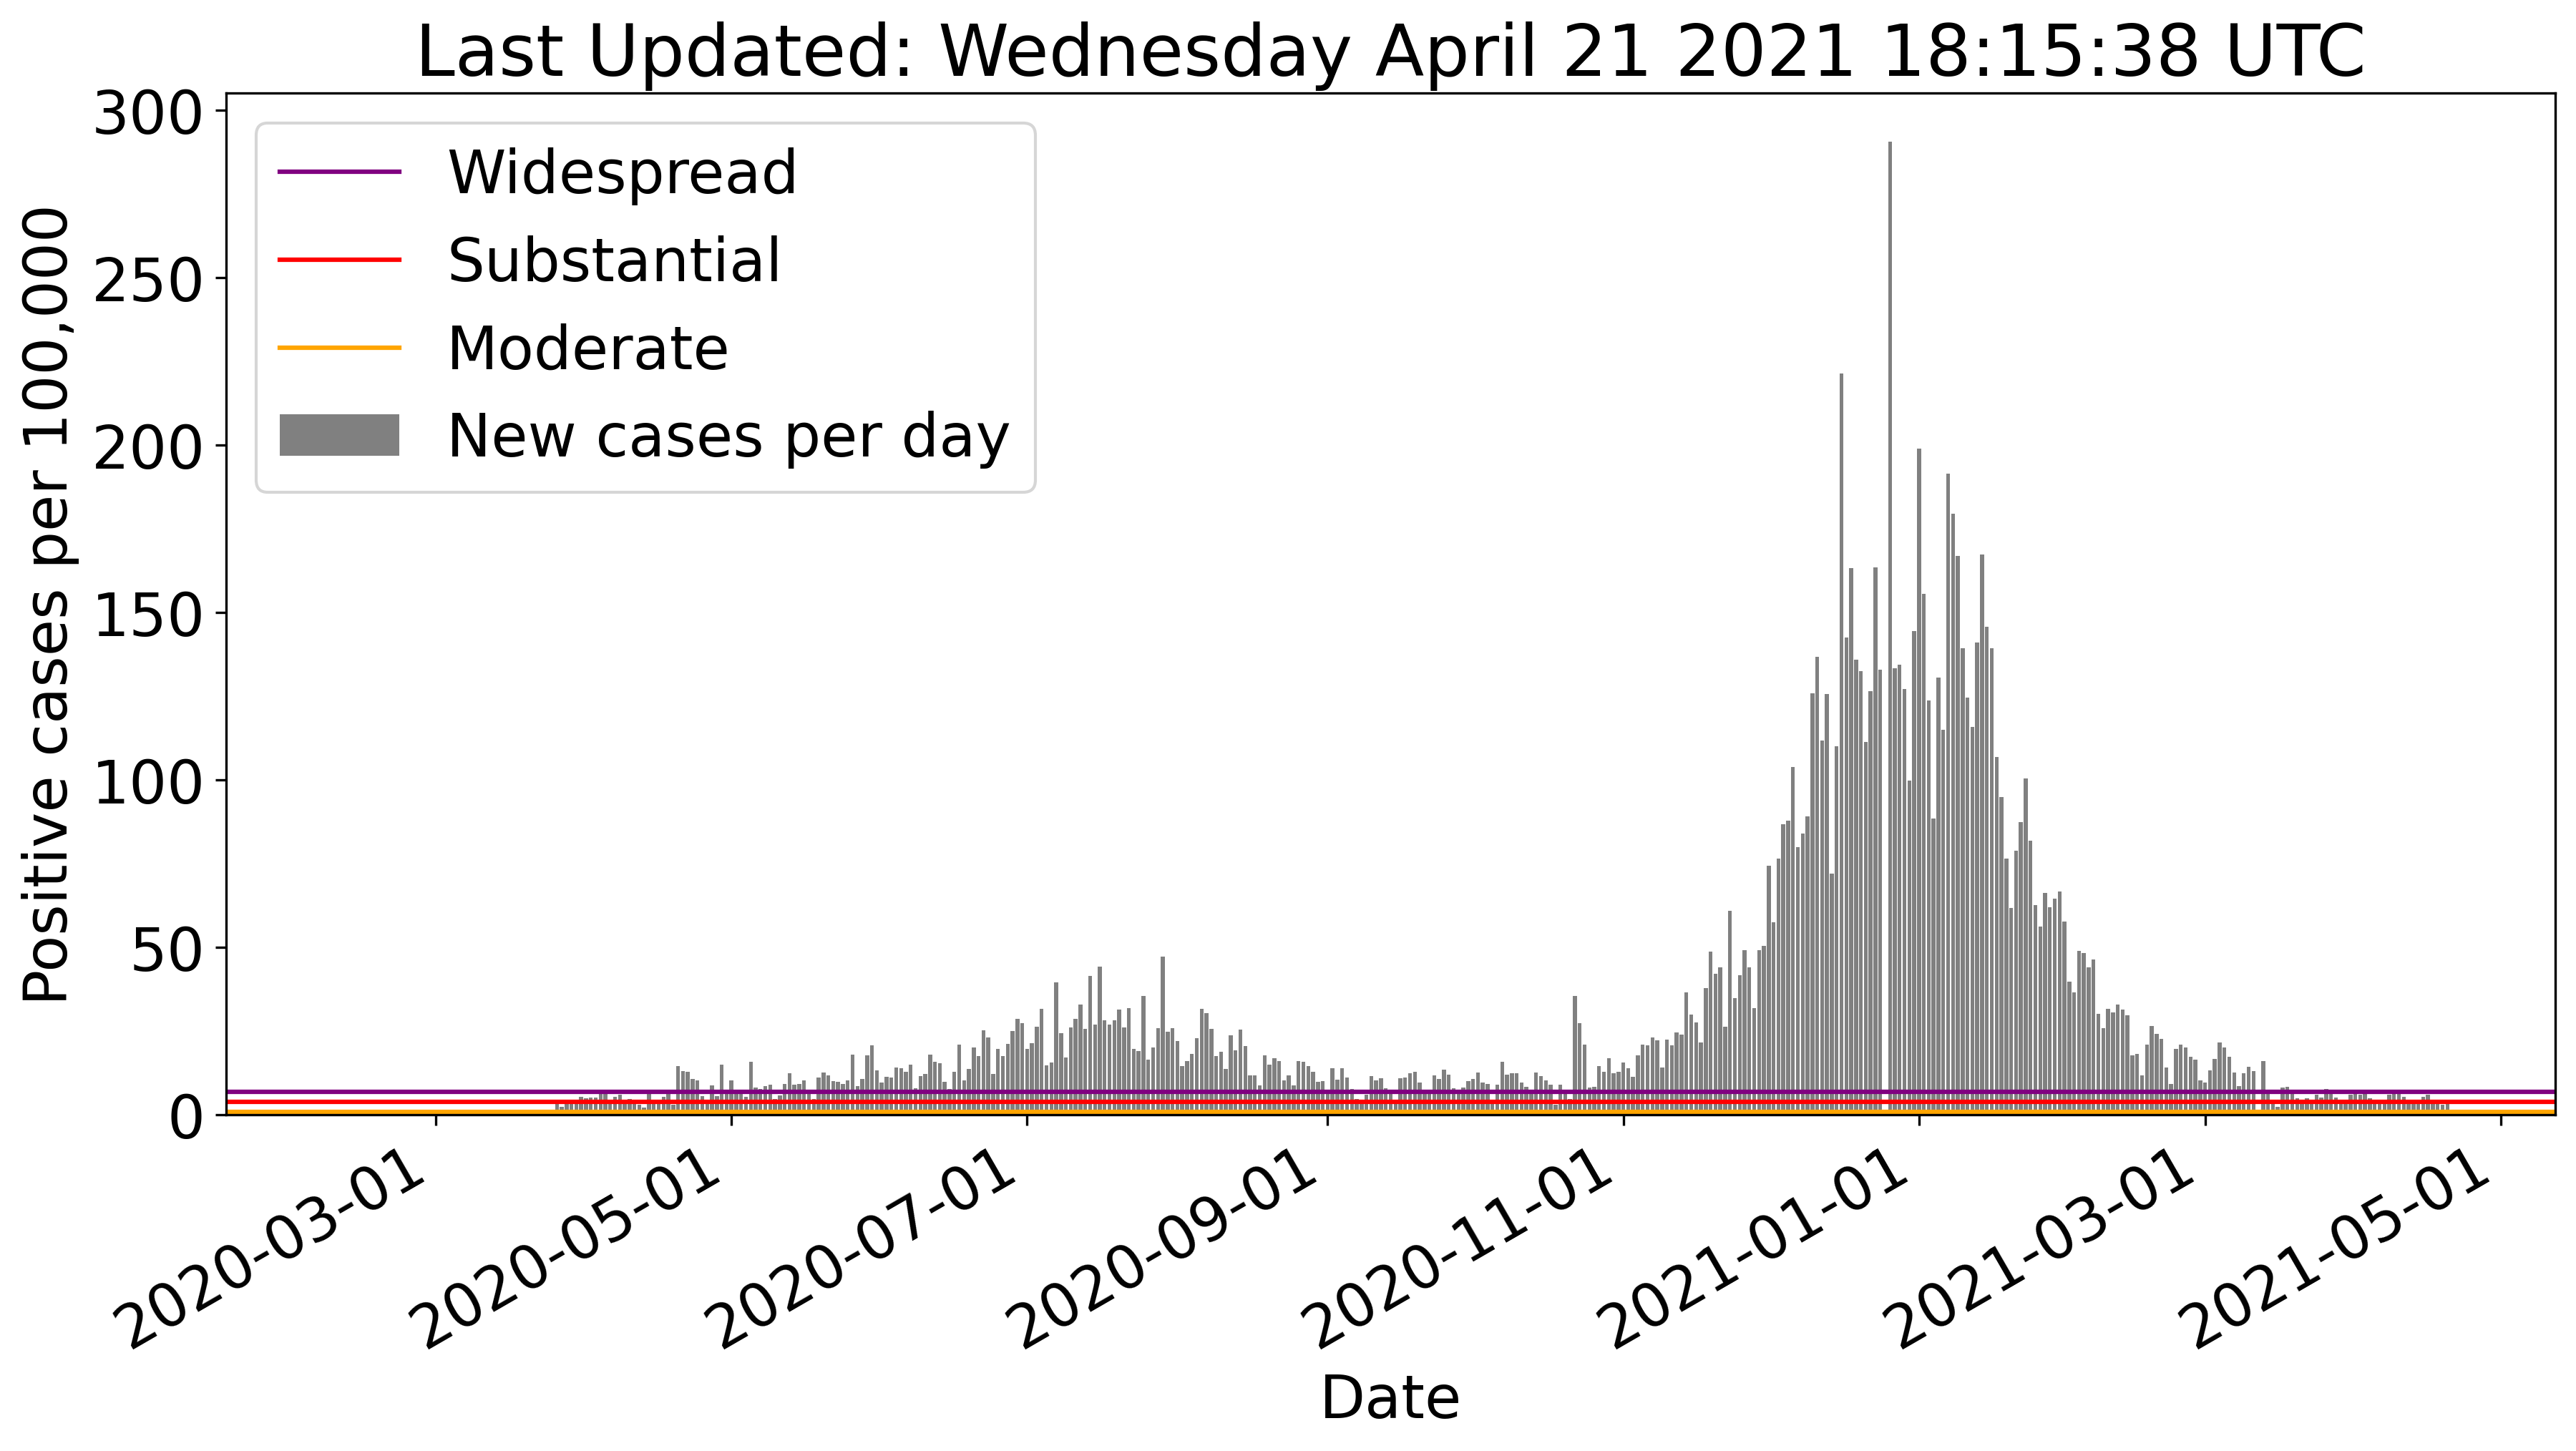 Last Updated: Wednesday April 21 2021 18:15:38 UTC
Positive cases per 100,000
300
250
200
150
100
50
0
Widespread
Substantial
Moderate
New cases per day
2020-03-01
2020-05-01
2020-07-01
2020-09-01
2020-11-01
2021-01-01
2021-03-01
2021-05-01
Date